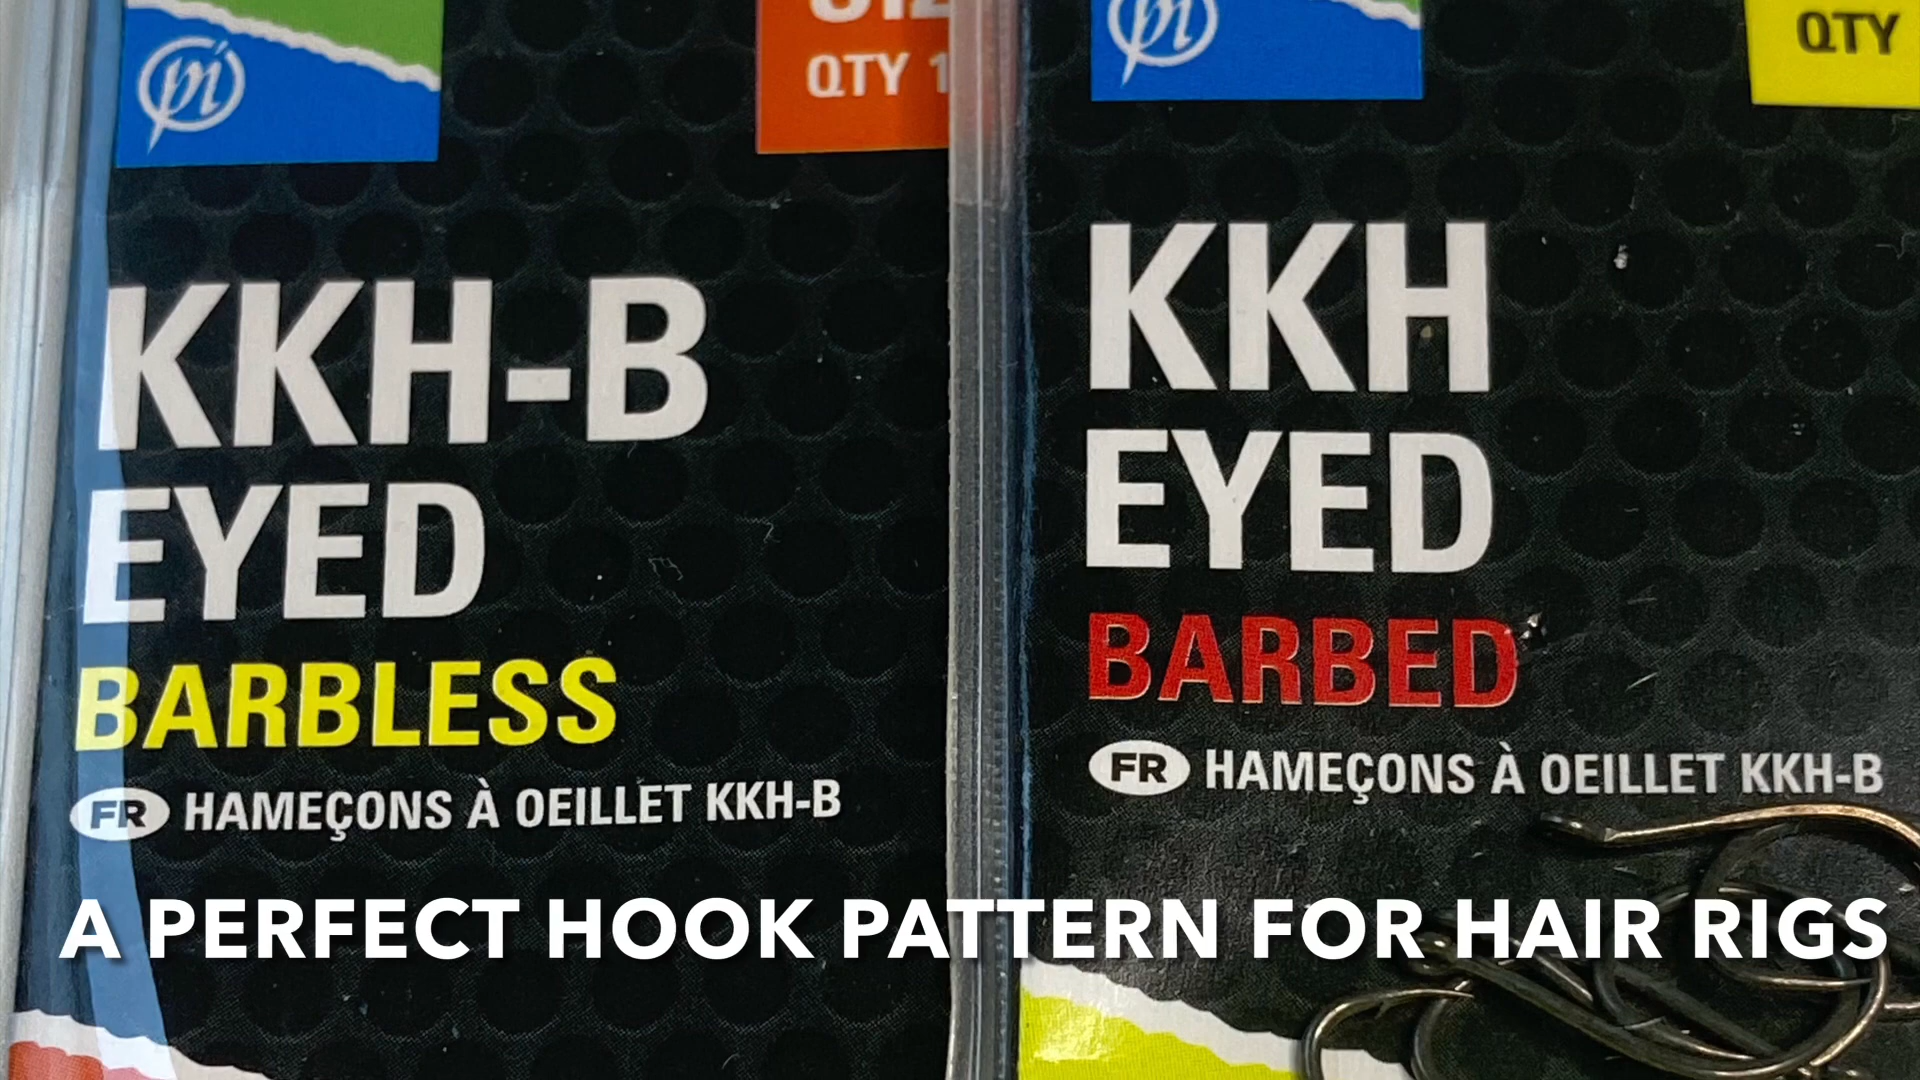 QTY 1
KKH-B
EYED
BARBLESS
FR HAMEÇONS À OEILLET KKH-B
QTY
KKH
EYED
BARBED
FR HAMEÇONS À OEILLET KKH-B
A PERFECT HOOK PATTERN FOR HAIR RIGS